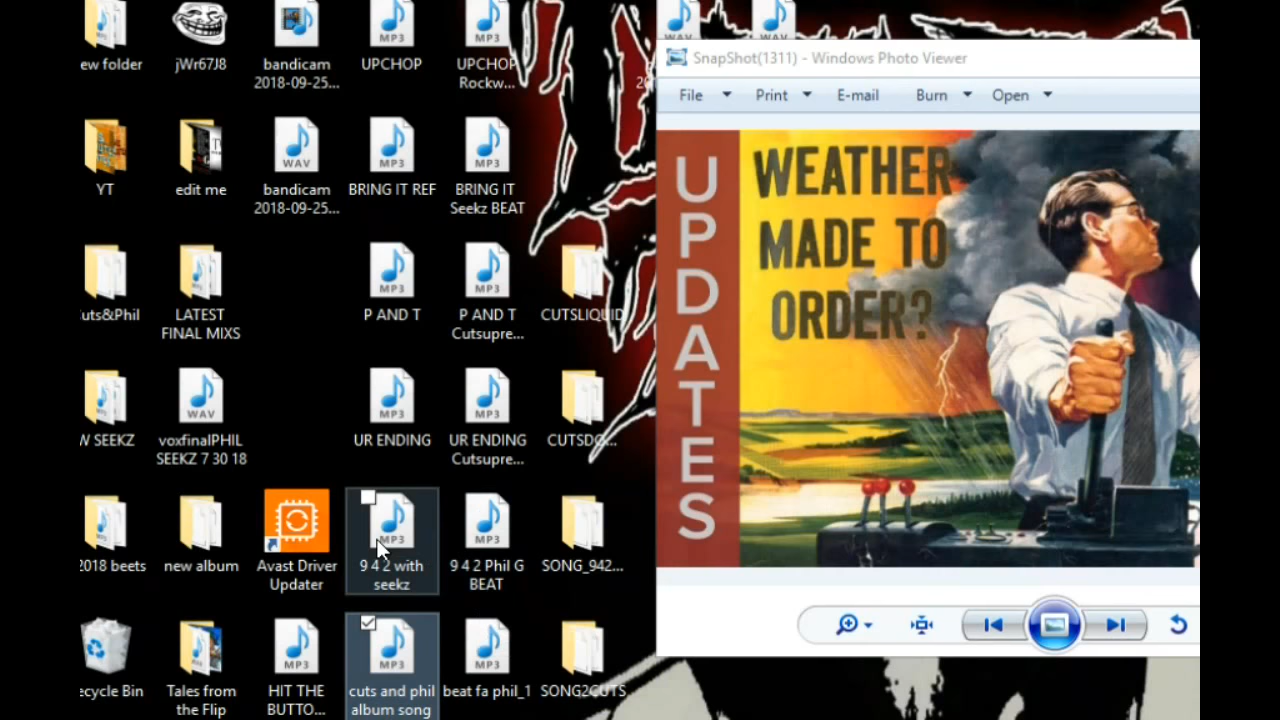 ew folder
jWr67J8
bandicam
2018-09-25...
UPCHOP
UPCHOP
Rockw...
WAV
WAV
MP3
MP3
YT
edit me
WAV
bandicam
2018-09-25...
MP3
BRING IT REF
MP3
BRING IT
Seekz BEAT
uts&Phil
LATEST
FINAL MIXS
MP3
P AND T
MP3
P AND T
Cutsupre...
CUTSLIQUID
W SEEKZ
WAV
voxfinalPHIL
SEEKZ 7 30 18
MP3
UR ENDING
MP3
UR ENDING
Cutsupre...
CUTSDO...
2018 beets
new album
Avast Driver
Updater
MP3
9 4 2 with
seekz
MP3
9 4 2 Phil G
BEAT
SONG_942...
ecycle Bin
Tales from
the Flip
MP3
HIT THE
BUTTO...
MP3
cuts and phil
album song
MP3
beat fa phil_1
SONG2CUTS
SnapShot(1311) - Windows Photo Viewer
File
Print
E-mail
Burn
Open
UPDATES
WEATHER
MADE TO
ORDER?